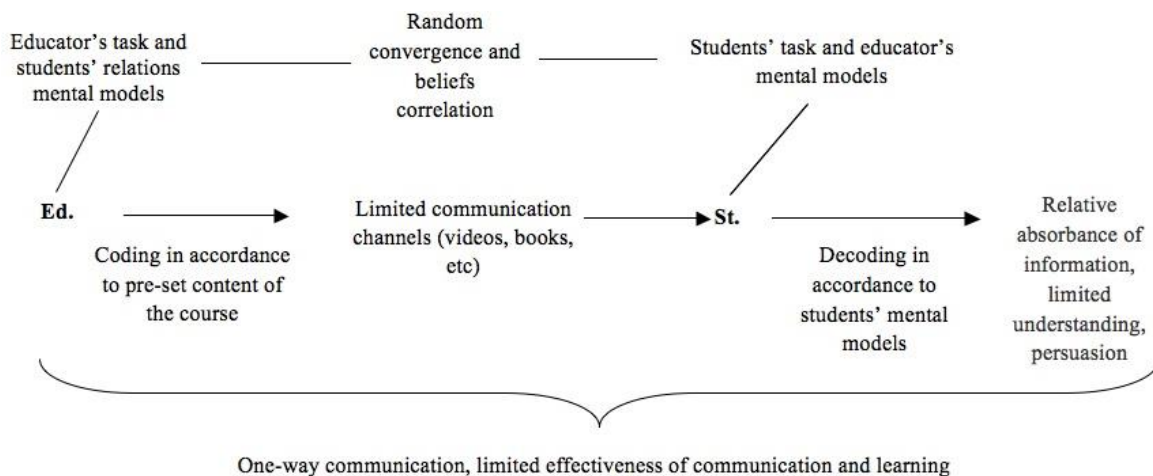 Educator's task and
students' relations
mental models
Random
convergence and
beliefs
correlation
Students' task and educator's
mental models
Ed.
Coding in accordance
to pre-set content of
the course
Limited communication
channels (videos, books,
etc)
St.
Decoding in
accordance to
students' mental
models
Relative
absorbance of
information,
limited
understanding,
persuasion
One-way communication, limited effectiveness of communication and learning